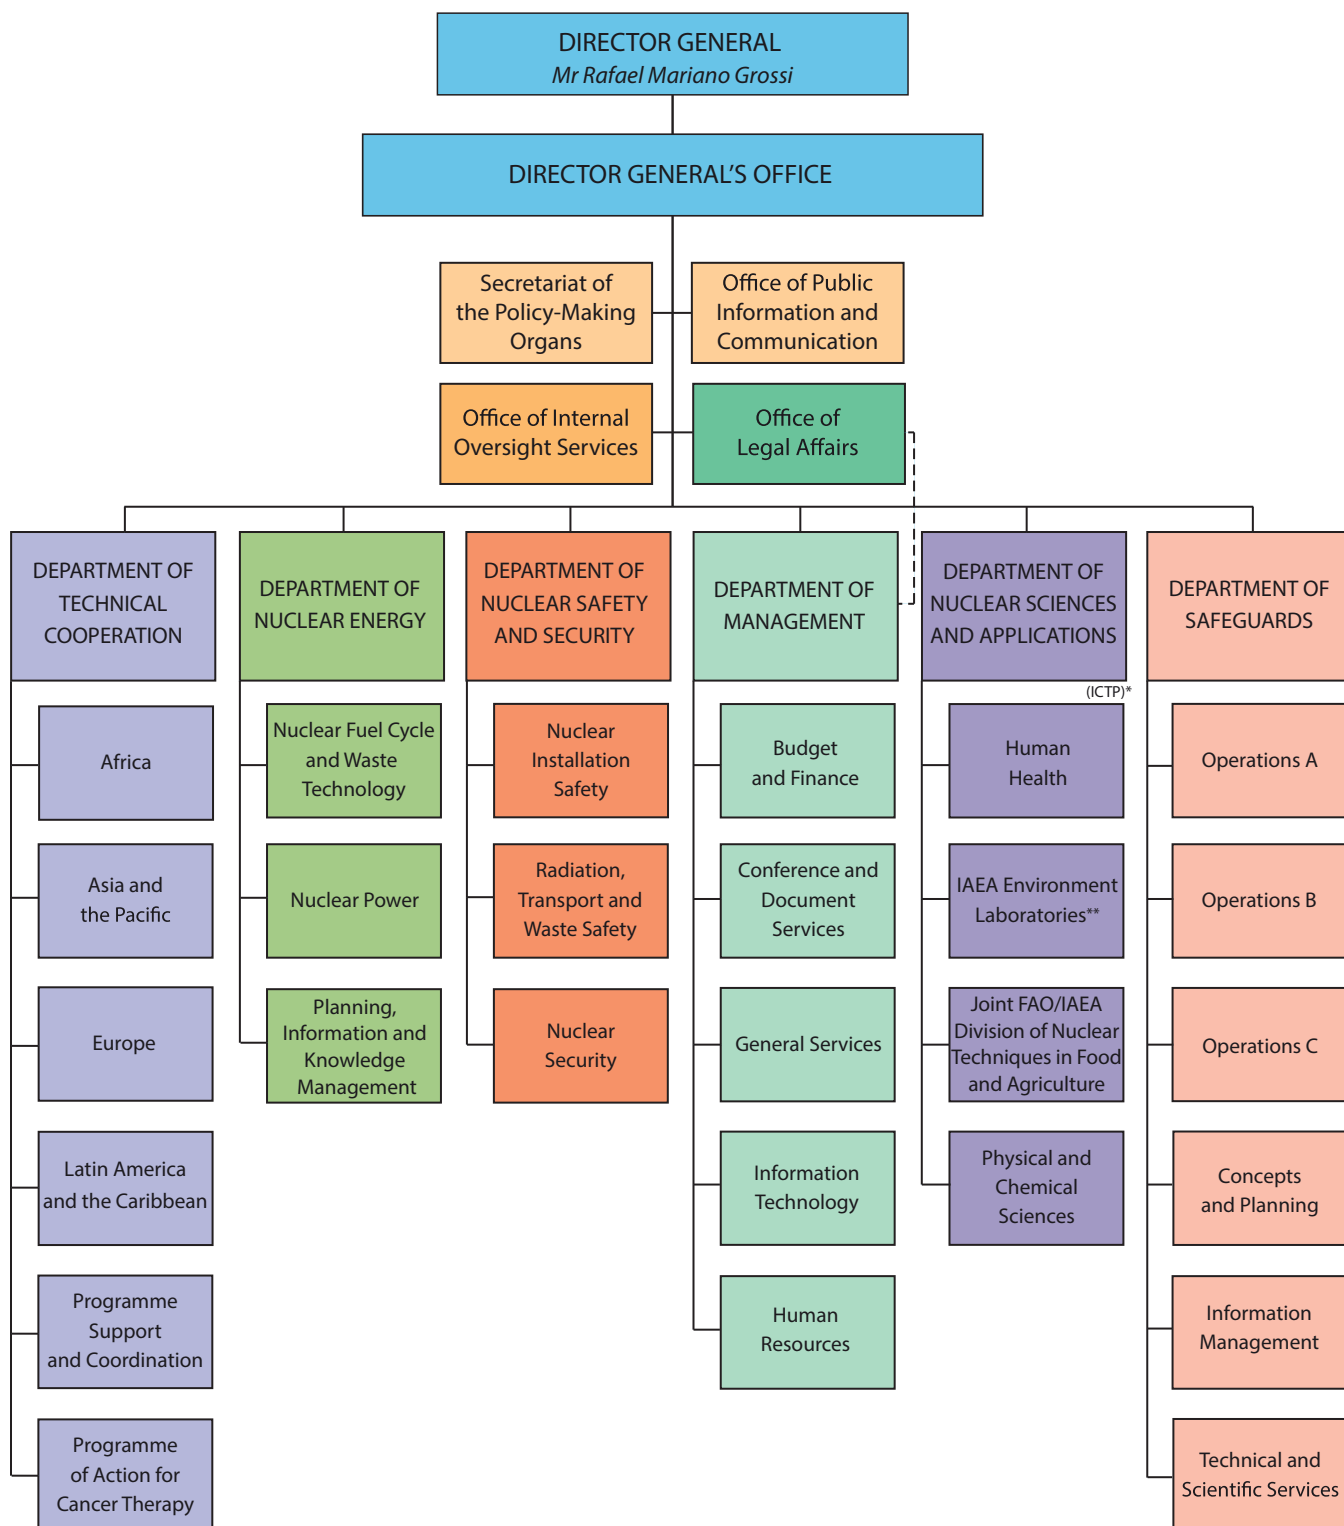 DIRECTOR GENERAL
Mr Rafael Mariano Grossi
DIRECTOR GENERAL’S OFFICE
Secretariat of
the Policy-Making
Organs
Office of Public
Information and
Communication
Office of Internal
Oversight Services
Office of
Legal Affairs
DEPARTMENT OF
TECHNICAL
COOPERATION
Africa
Asia and
the Pacific
Europe
Latin America
and the Caribbean
Programme
Support
and Coordination
Programme
of Action for
Cancer Therapy
DEPARTMENT OF
NUCLEAR ENERGY
Nuclear Fuel Cycle
and Waste
Technology
Nuclear Power
Planning,
Information and
Knowledge
Management
DEPARTMENT OF
NUCLEAR SAFETY
AND SECURITY
Nuclear
Installation
Safety
Radiation,
Transport and
Waste Safety
Nuclear
Security
DEPARTMENT OF
MANAGEMENT
Budget
and Finance
Conference and
Document
Services
General Services
Information
Technology
Human
Resources
DEPARTMENT OF
NUCLEAR SCIENCES
AND APPLICATIONS
(ICTP)*
Human
Health
IAEA Environment
Laboratories**
Joint FAO/IAEA
Division of Nuclear
Techniques in Food
and Agriculture
Physical and
Chemical
Sciences
DEPARTMENT OF
SAFEGUARDS
Operations A
Operations B
Operations C
Concepts
and Planning
Information
Management
Technical and
Scientific Services